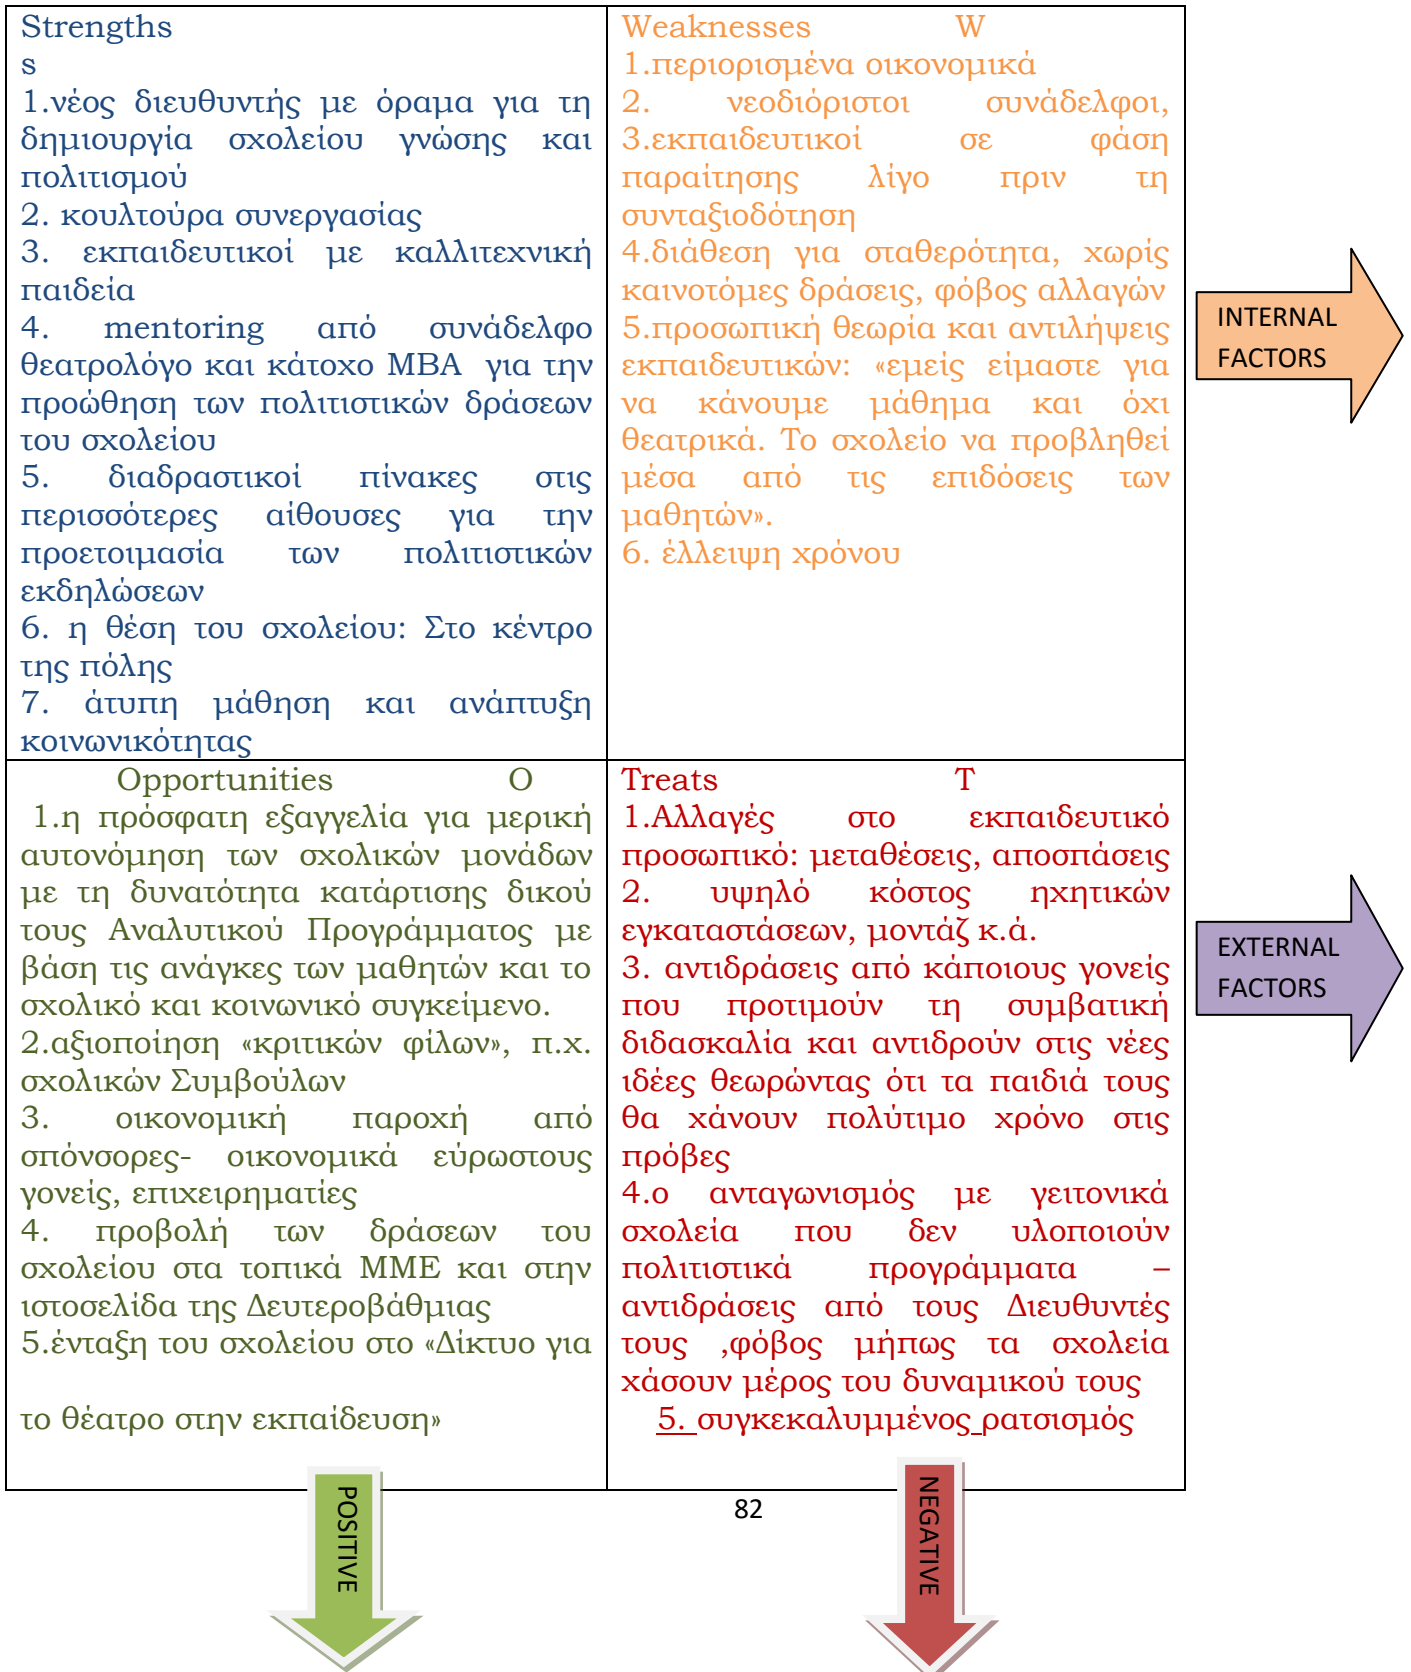 Strengths
s
1.νέος διευθυντής με όραμα για τη
δημιουργία σχολείου γνώσης και
πολιτισμού
2. κουλτούρα συνεργασίας
3. εκπαιδευτικοί με καλλιτεχνική
παιδεία
4. mentoring από συνάδελφο
θεατρολόγο και κάτοχο MBA για την
προώθηση των πολιτιστικών δράσεων
του σχολείου
5. διαδραστικοί πίνακες στις
περισσότερες αίθουσες για την
προετοιμασία των πολιτιστικών
εκδηλώσεων
6. η θέση του σχολείου: Στο κέντρο
της πόλης
7. άτυπη μάθηση και ανάπτυξη
κοινωνικότητας
Weaknesses W
1.περιορισμένα οικονομικά
2. νεοδιόριστοι συνάδελφοι,
3.εκπαιδευτικοί σε φάση
παραίτησης λίγο πριν τη
συνταξιοδότηση
4.διάθεση για σταθερότητα, χωρίς
καινοτόμες δράσεις, φόβος αλλαγών
5.προσωπική θεωρία και αντιλήψεις
εκπαιδευτικών: «εμείς είμαστε για
να κάνουμε μάθημα και όχι
θεατρικά. Το σχολείο να προβληθεί
μέσα από τις επιδόσεις των
μαθητών».
6. έλλειψη χρόνου
INTERNAL
FACTORS
Opportunities O
1.η πρόσφατη εξαγγελία για μερική
αυτονόμηση των σχολικών μονάδων
με τη δυνατότητα κατάρτισης δικού
τους Αναλυτικού Προγράμματος με
βάση τις ανάγκες των μαθητών και το
σχολικό και κοινωνικό συγκείμενο.
2.αξιοποίηση «κριτικών φίλων», π.χ.
σχολικών Συμβούλων
3. οικονομική παροχή από
σπόνσορες- οικονομικά εύρωστους
γονείς, επιχειρηματίες
4. προβολή των δράσεων του
σχολείου στα τοπικά ΜΜΕ και στην
ιστοσελίδα της Δευτεροβάθμιας
5.ένταξη του σχολείου στο «Δίκτυο για
το θέατρο στην εκπαίδευση»
Treats T
1.Αλλαγές στο εκπαιδευτικό
προσωπικό: μεταθέσεις, αποσπάσεις
2. υψηλό κόστος ηχητικών
εγκαταστάσεων, μοντάζ κ.ά.
3. αντιδράσεις από κάποιους γονείς
που προτιμούν τη συμβατική
διδασκαλία και αντιδρούν στις νέες
ιδέες θεωρώντας ότι τα παιδιά τους
θα χάνουν πολύτιμο χρόνο στις
πρόβες
4.ο ανταγωνισμός με γειτονικά
σχολεία που δεν υλοποιούν
πολιτιστικά προγράμματα –
αντιδράσεις από τους Διευθυντές
τους ,φόβος μήπως τα σχολεία
χάσουν μέρος του δυναμικού τους
5. συγκεκαλυμμένος ρατσισμός
EXTERNAL
FACTORS
POSITIVE
82
NEGATIVE